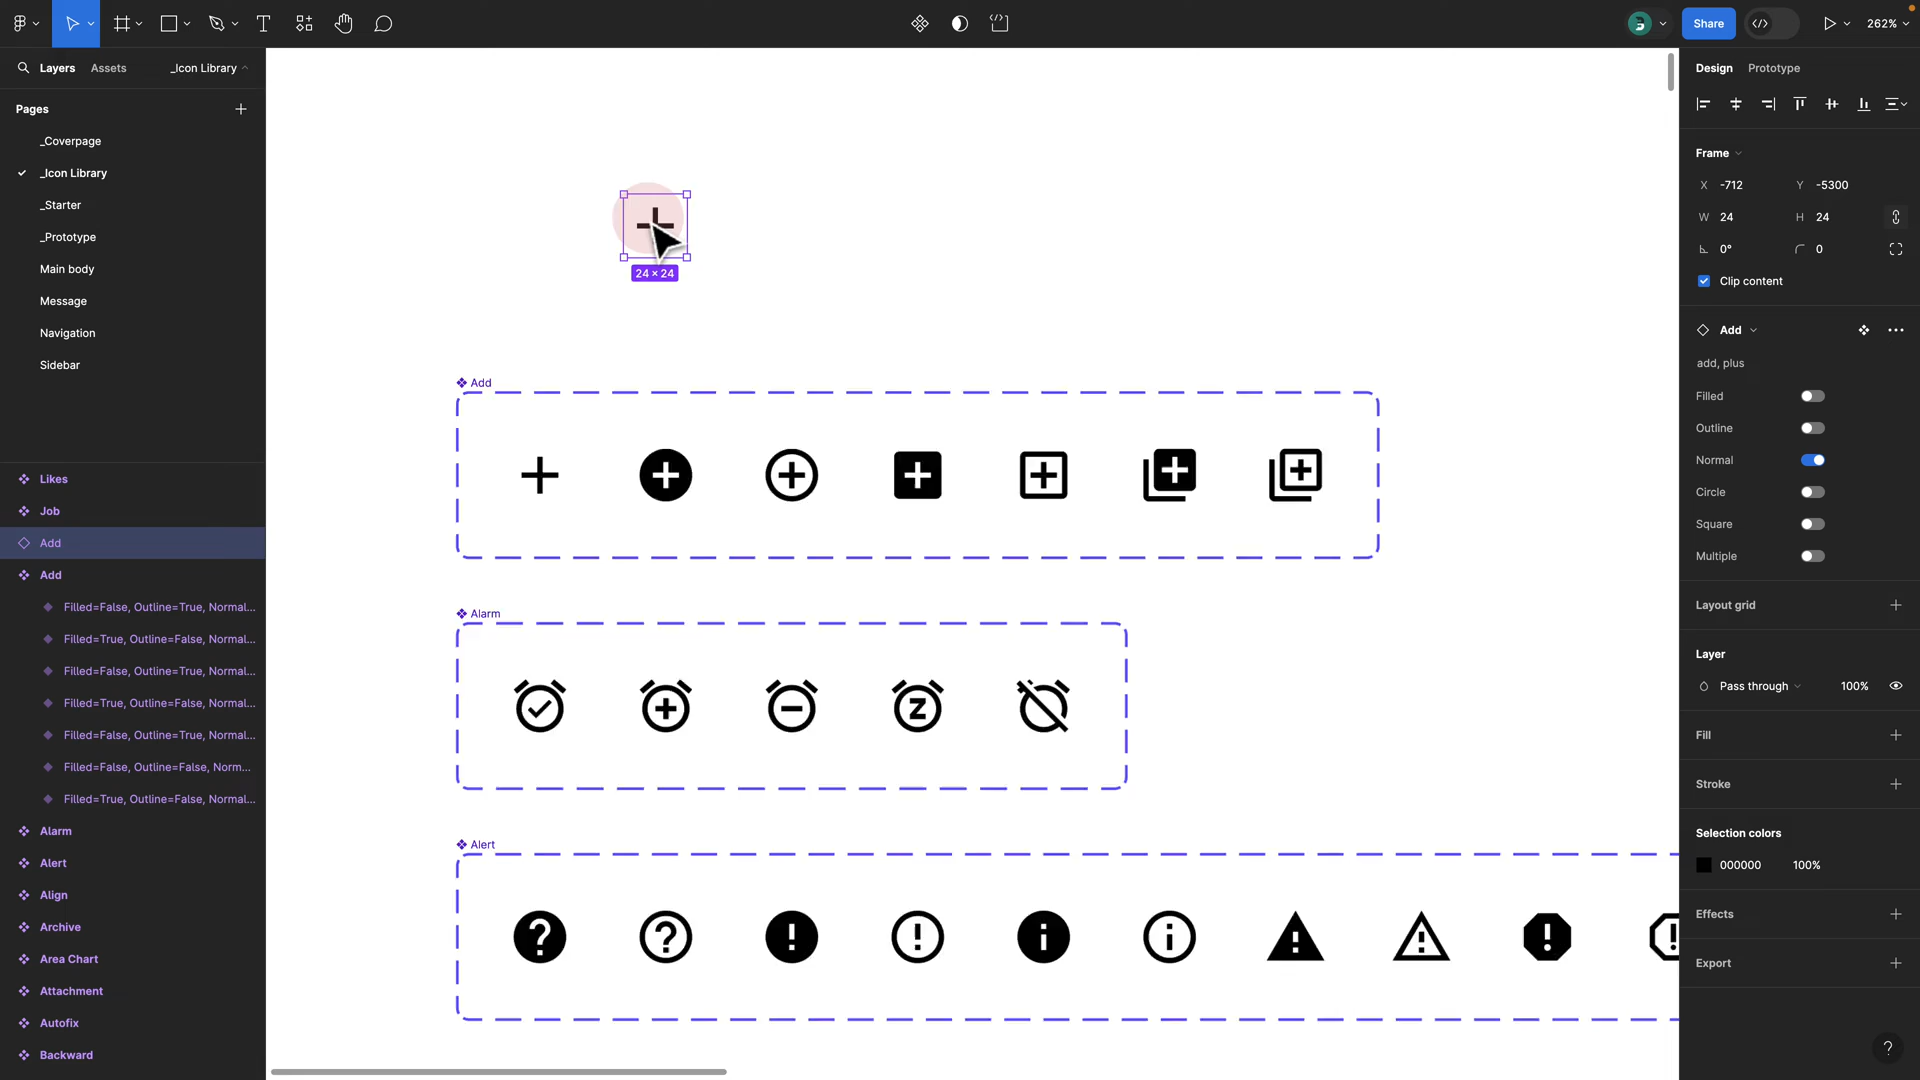 Share
262%
Layers
Assets
_Icon Library
Pages
_Coverpage
_Icon Library
_Starter
_Prototype
Main body
Message
Navigation
Sidebar
Likes
Job
Add
Add
Filled=False, Outline=True, Normal...
Filled=True, Outline=False, Normal...
Filled=False, Outline=True, Normal...
Filled=True, Outline=False, Normal...
Filled=False, Outline=True, Normal...
Filled=False, Outline=False, Norm...
Filled=True, Outline=False, Normal...
Alarm
Alert
Align
Archive
Area Chart
Attachment
Autofix
Backward
24 × 24
Add
Alarm
Alert
Design
Prototype
Frame
X -712
Y -5300
W 24
H 24
0°
0
Clip content
Add
add, plus
Filled
Outline
Normal
Circle
Square
Multiple
Layout grid
Layer
Pass through
100%
Fill
Stroke
Selection colors
000000
100%
Effects
Export
?